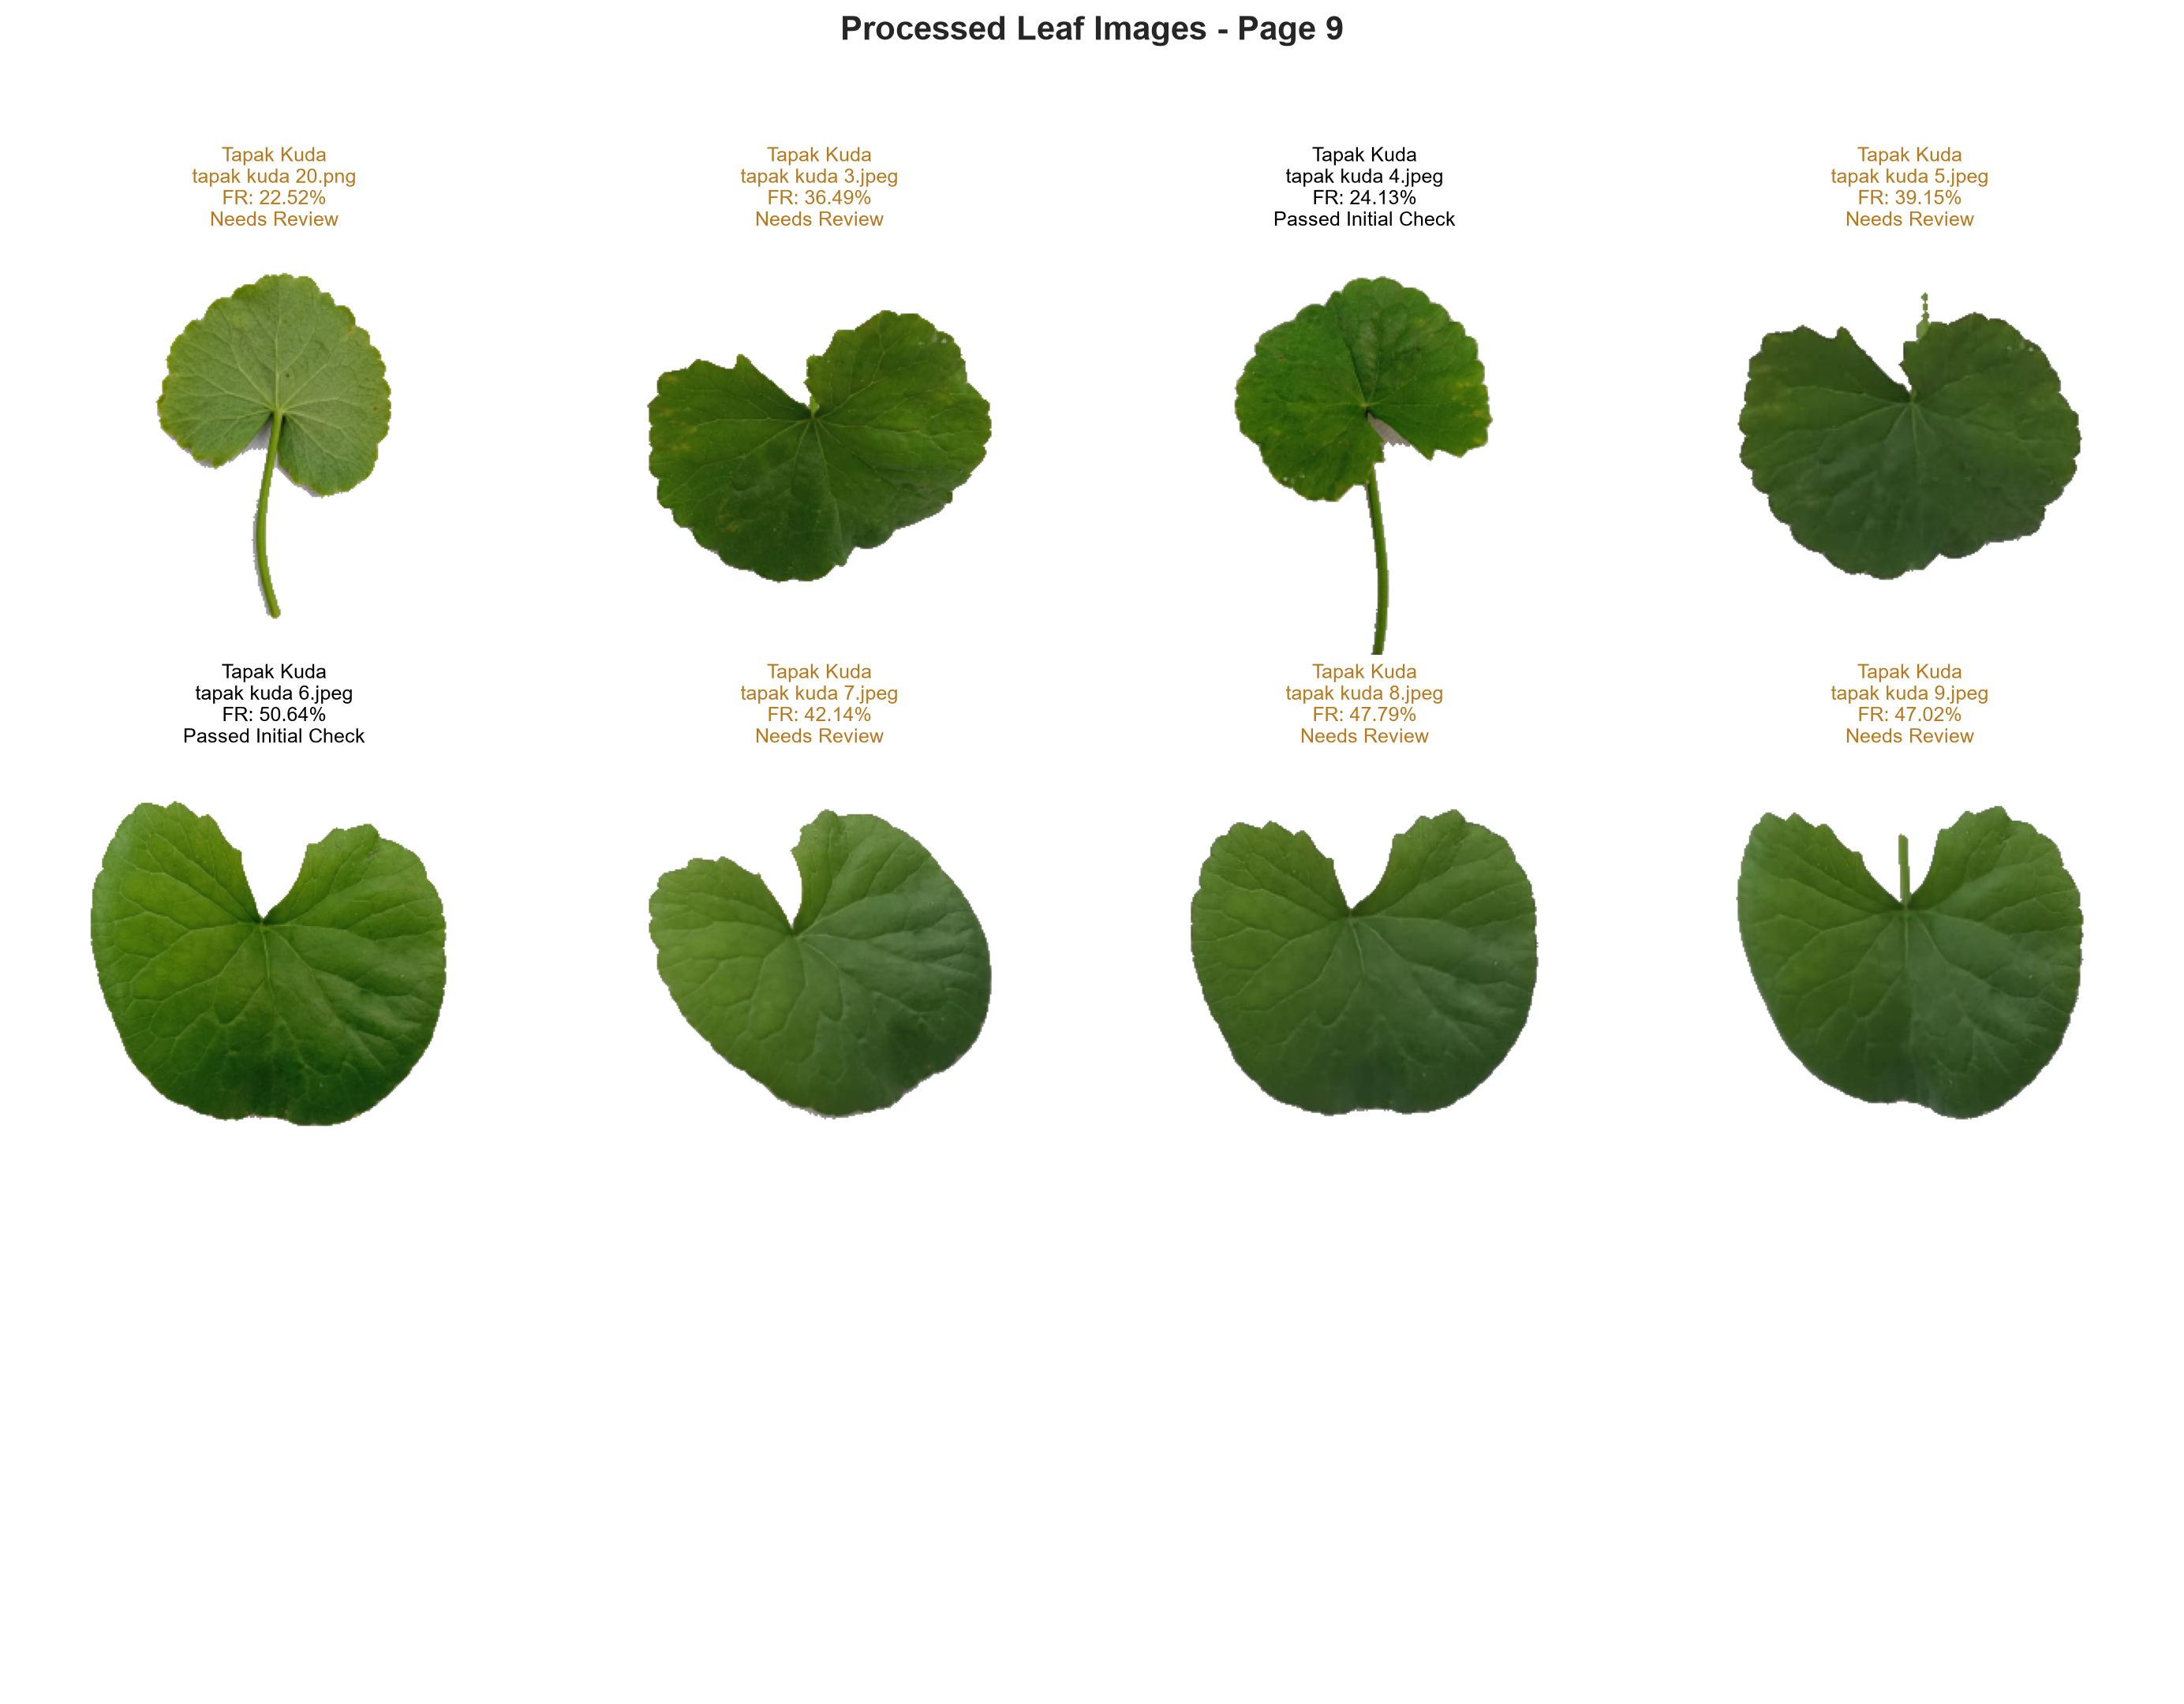 Processed Leaf Images - Page 9
Tapak Kuda
tapak kuda 20.png
FR: 22.52%
Needs Review
Tapak Kuda
tapak kuda 3.jpeg
FR: 36.49%
Needs Review
Tapak Kuda
tapak kuda 4.jpeg
FR: 24.13%
Passed Initial Check
Tapak Kuda
tapak kuda 5.jpeg
FR: 39.15%
Needs Review
Tapak Kuda
tapak kuda 6.jpeg
FR: 50.64%
Passed Initial Check
Tapak Kuda
tapak kuda 7.jpeg
FR: 42.14%
Needs Review
Tapak Kuda
tapak kuda 8.jpeg
FR: 47.79%
Needs Review
Tapak Kuda
tapak kuda 9.jpeg
FR: 47.02%
Needs Review